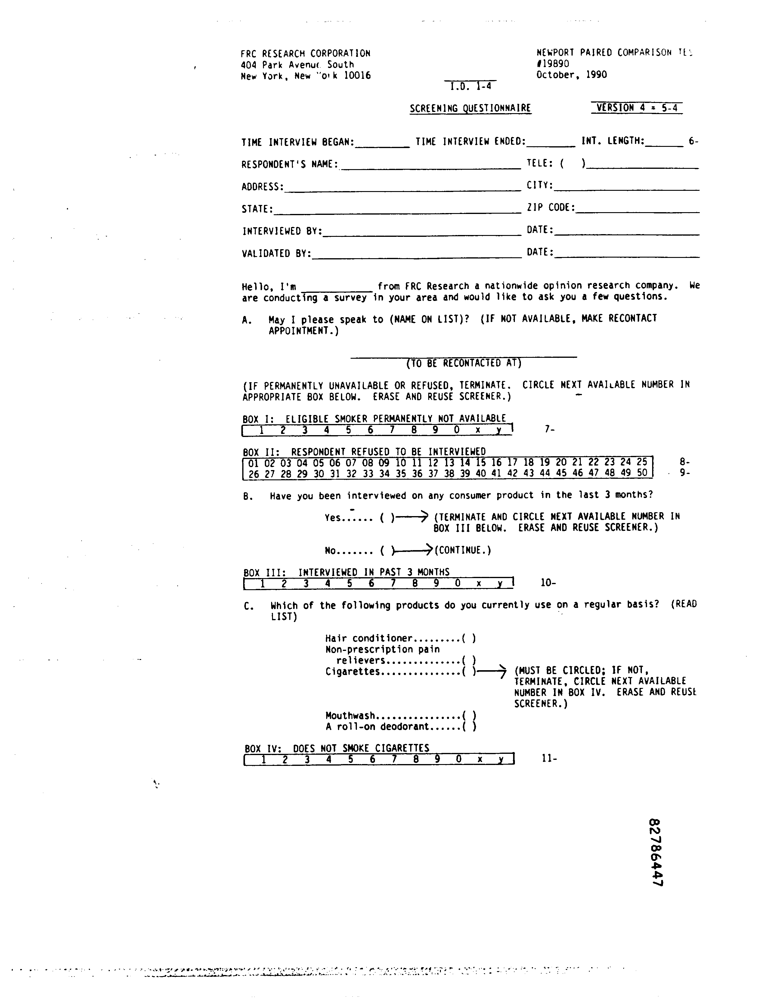 FRC RESEARCH CORPORATION
404 Park Avenue South
New York, New York 10016
NEWPORT PAIRED COMPARISON
#19890
October, 1990
I.D. 1-4
SCREENING QUESTIONNAIRE
VERSION 4 = 5-4
TIME INTERVIEW BEGAN:_________ TIME INTERVIEW ENDED:________ INT. LENGTH:______ 6-
RESPONDENT'S NAME:______________________________ TELE: ( )___________________
ADDRESS:_______________________________________ CITY:________________________
STATE:_________________________________________ ZIP CODE:____________________
INTERVIEWED BY:_________________________________ DATE:________________________
VALIDATED BY:___________________________________ DATE:________________________
Hello, I'm ____________ from FRC Research a nationwide opinion research company. We
are conducting a survey in your area and would like to ask you a few questions.
A. May I please speak to (NAME ON LIST)? (IF NOT AVAILABLE, MAKE RECONTACT
APPOINTMENT.)
(TO BE RECONTACTED AT)
(IF PERMANENTLY UNAVAILABLE OR REFUSED, TERMINATE. CIRCLE NEXT AVAILABLE NUMBER IN
APPROPRIATE BOX BELOW. ERASE AND REUSE SCREENER.)
BOX I: ELIGIBLE SMOKER PERMANENTLY NOT AVAILABLE
1 2 3 4 5 6 7 8 9 0 x y 7-
BOX II: RESPONDENT REFUSED TO BE INTERVIEWED
01 02 03 04 05 06 07 08 09 10 11 12 13 14 15 16 17 18 19 20 21 22 23 24 25 8-
26 27 28 29 30 31 32 33 34 35 36 37 38 39 40 41 42 43 44 45 46 47 48 49 50 9-
B. Have you been interviewed on any consumer product in the last 3 months?
Yes...... ( ) (TERMINATE AND CIRCLE NEXT AVAILABLE NUMBER IN
BOX III BELOW. ERASE AND REUSE SCREENER.)
No....... ( ) (CONTINUE.)
BOX III: INTERVIEWED IN PAST 3 MONTHS
1 2 3 4 5 6 7 8 9 0 x y 10-
C. Which of the following products do you currently use on a regular basis? (READ
LIST)
Hair conditioner.........( )
Non-prescription pain
relievers..............( )
Cigarettes...............( ) (MUST BE CIRCLED; IF NOT,
TERMINATE, CIRCLE NEXT AVAILABLE
NUMBER IN BOX IV. ERASE AND REUSE
SCREENER.)
Mouthwash................( )
A roll-on deodorant......( )
BOX IV: DOES NOT SMOKE CIGARETTES
1 2 3 4 5 6 7 8 9 0 x y 11-
82786447